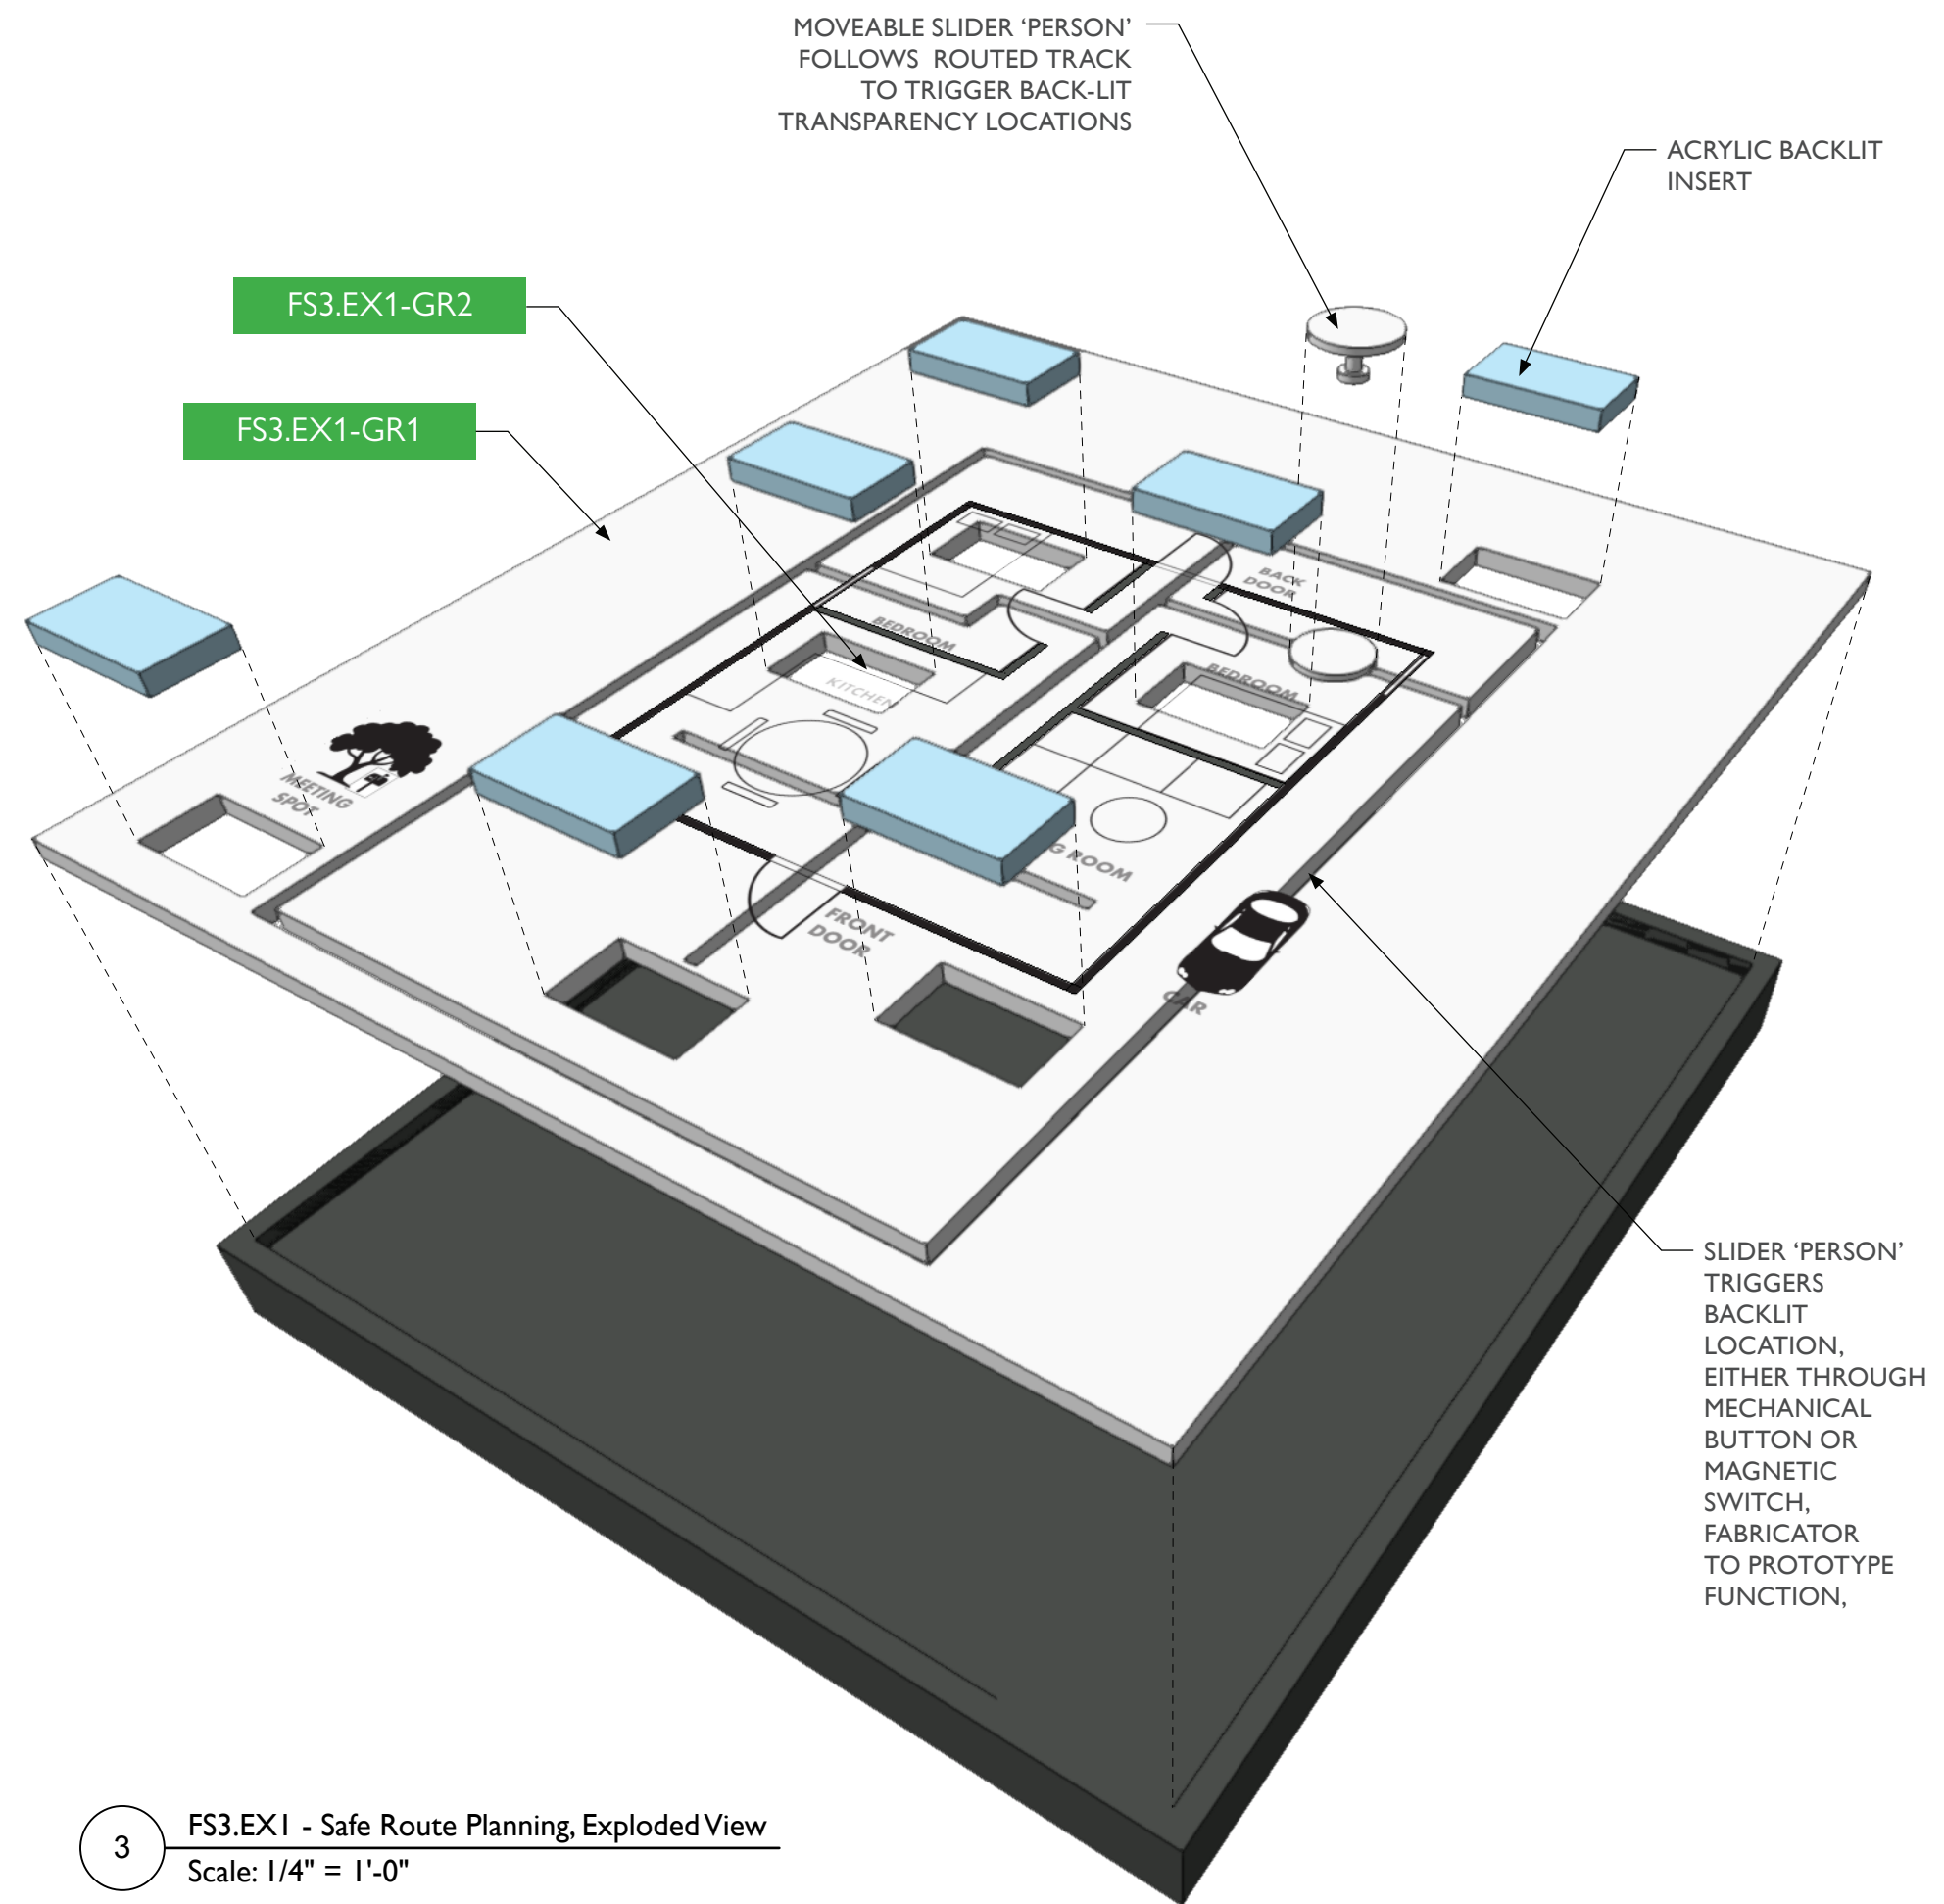 MOVEABLE SLIDER ‘PERSON’
FOLLOWS ROUTED TRACK
TO TRIGGER BACK-LIT
TRANSPARENCY LOCATIONS
ACRYLIC BACKLIT
INSERT
FS3.EX1-GR2
FS3.EX1-GR1
BACK
DOOR
BEDROOM
BEDROOM
KITCHEN
MEETING
SPOT
G ROOM
FRONT
DOOR
CAR
SLIDER ‘PERSON’
TRIGGERS
BACKLIT
LOCATION,
EITHER THROUGH
MECHANICAL
BUTTON OR
MAGNETIC
SWITCH,
FABRICATOR
TO PROTOTYPE
FUNCTION,
3
FS3.EX1 - Safe Route Planning, Exploded View
Scale: 1/4" = 1'-0"